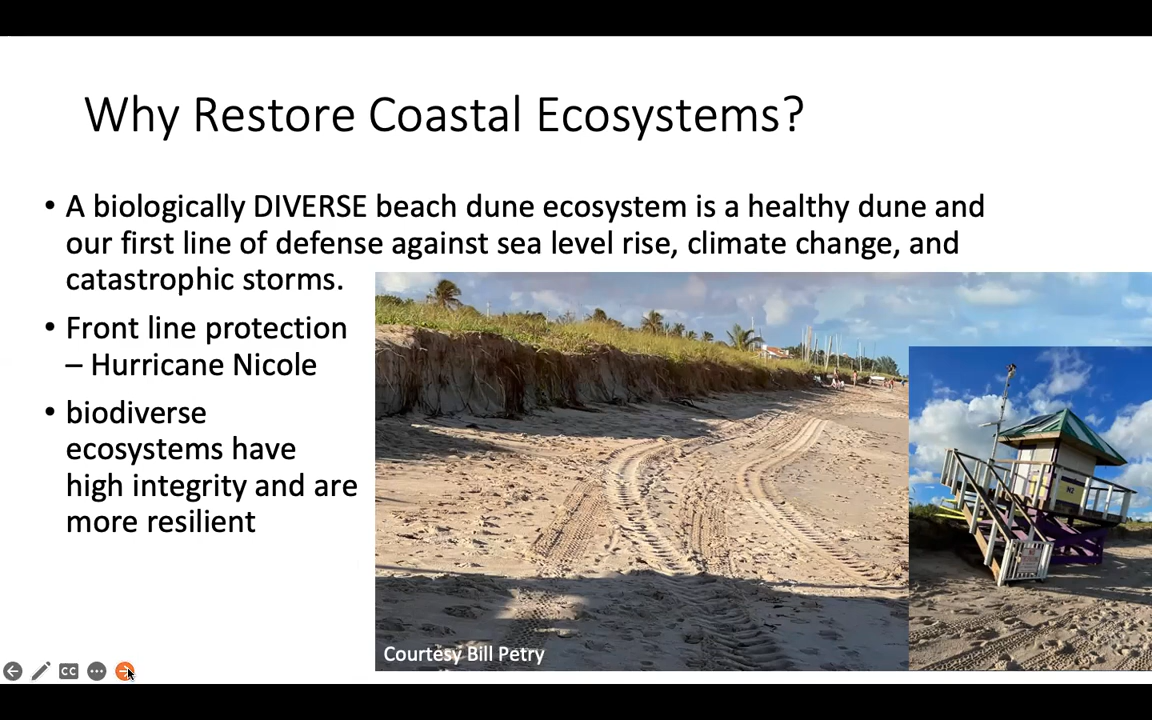 Why Restore Coastal Ecosystems?
• A biologically DIVERSE beach dune ecosystem is a healthy dune and
our first line of defense against sea level rise, climate change, and
catastrophic storms.
• Front line protection
– Hurricane Nicole
• biodiverse
ecosystems have
high integrity and are
more resilient
N2
Courtesy Bill Petry
CC